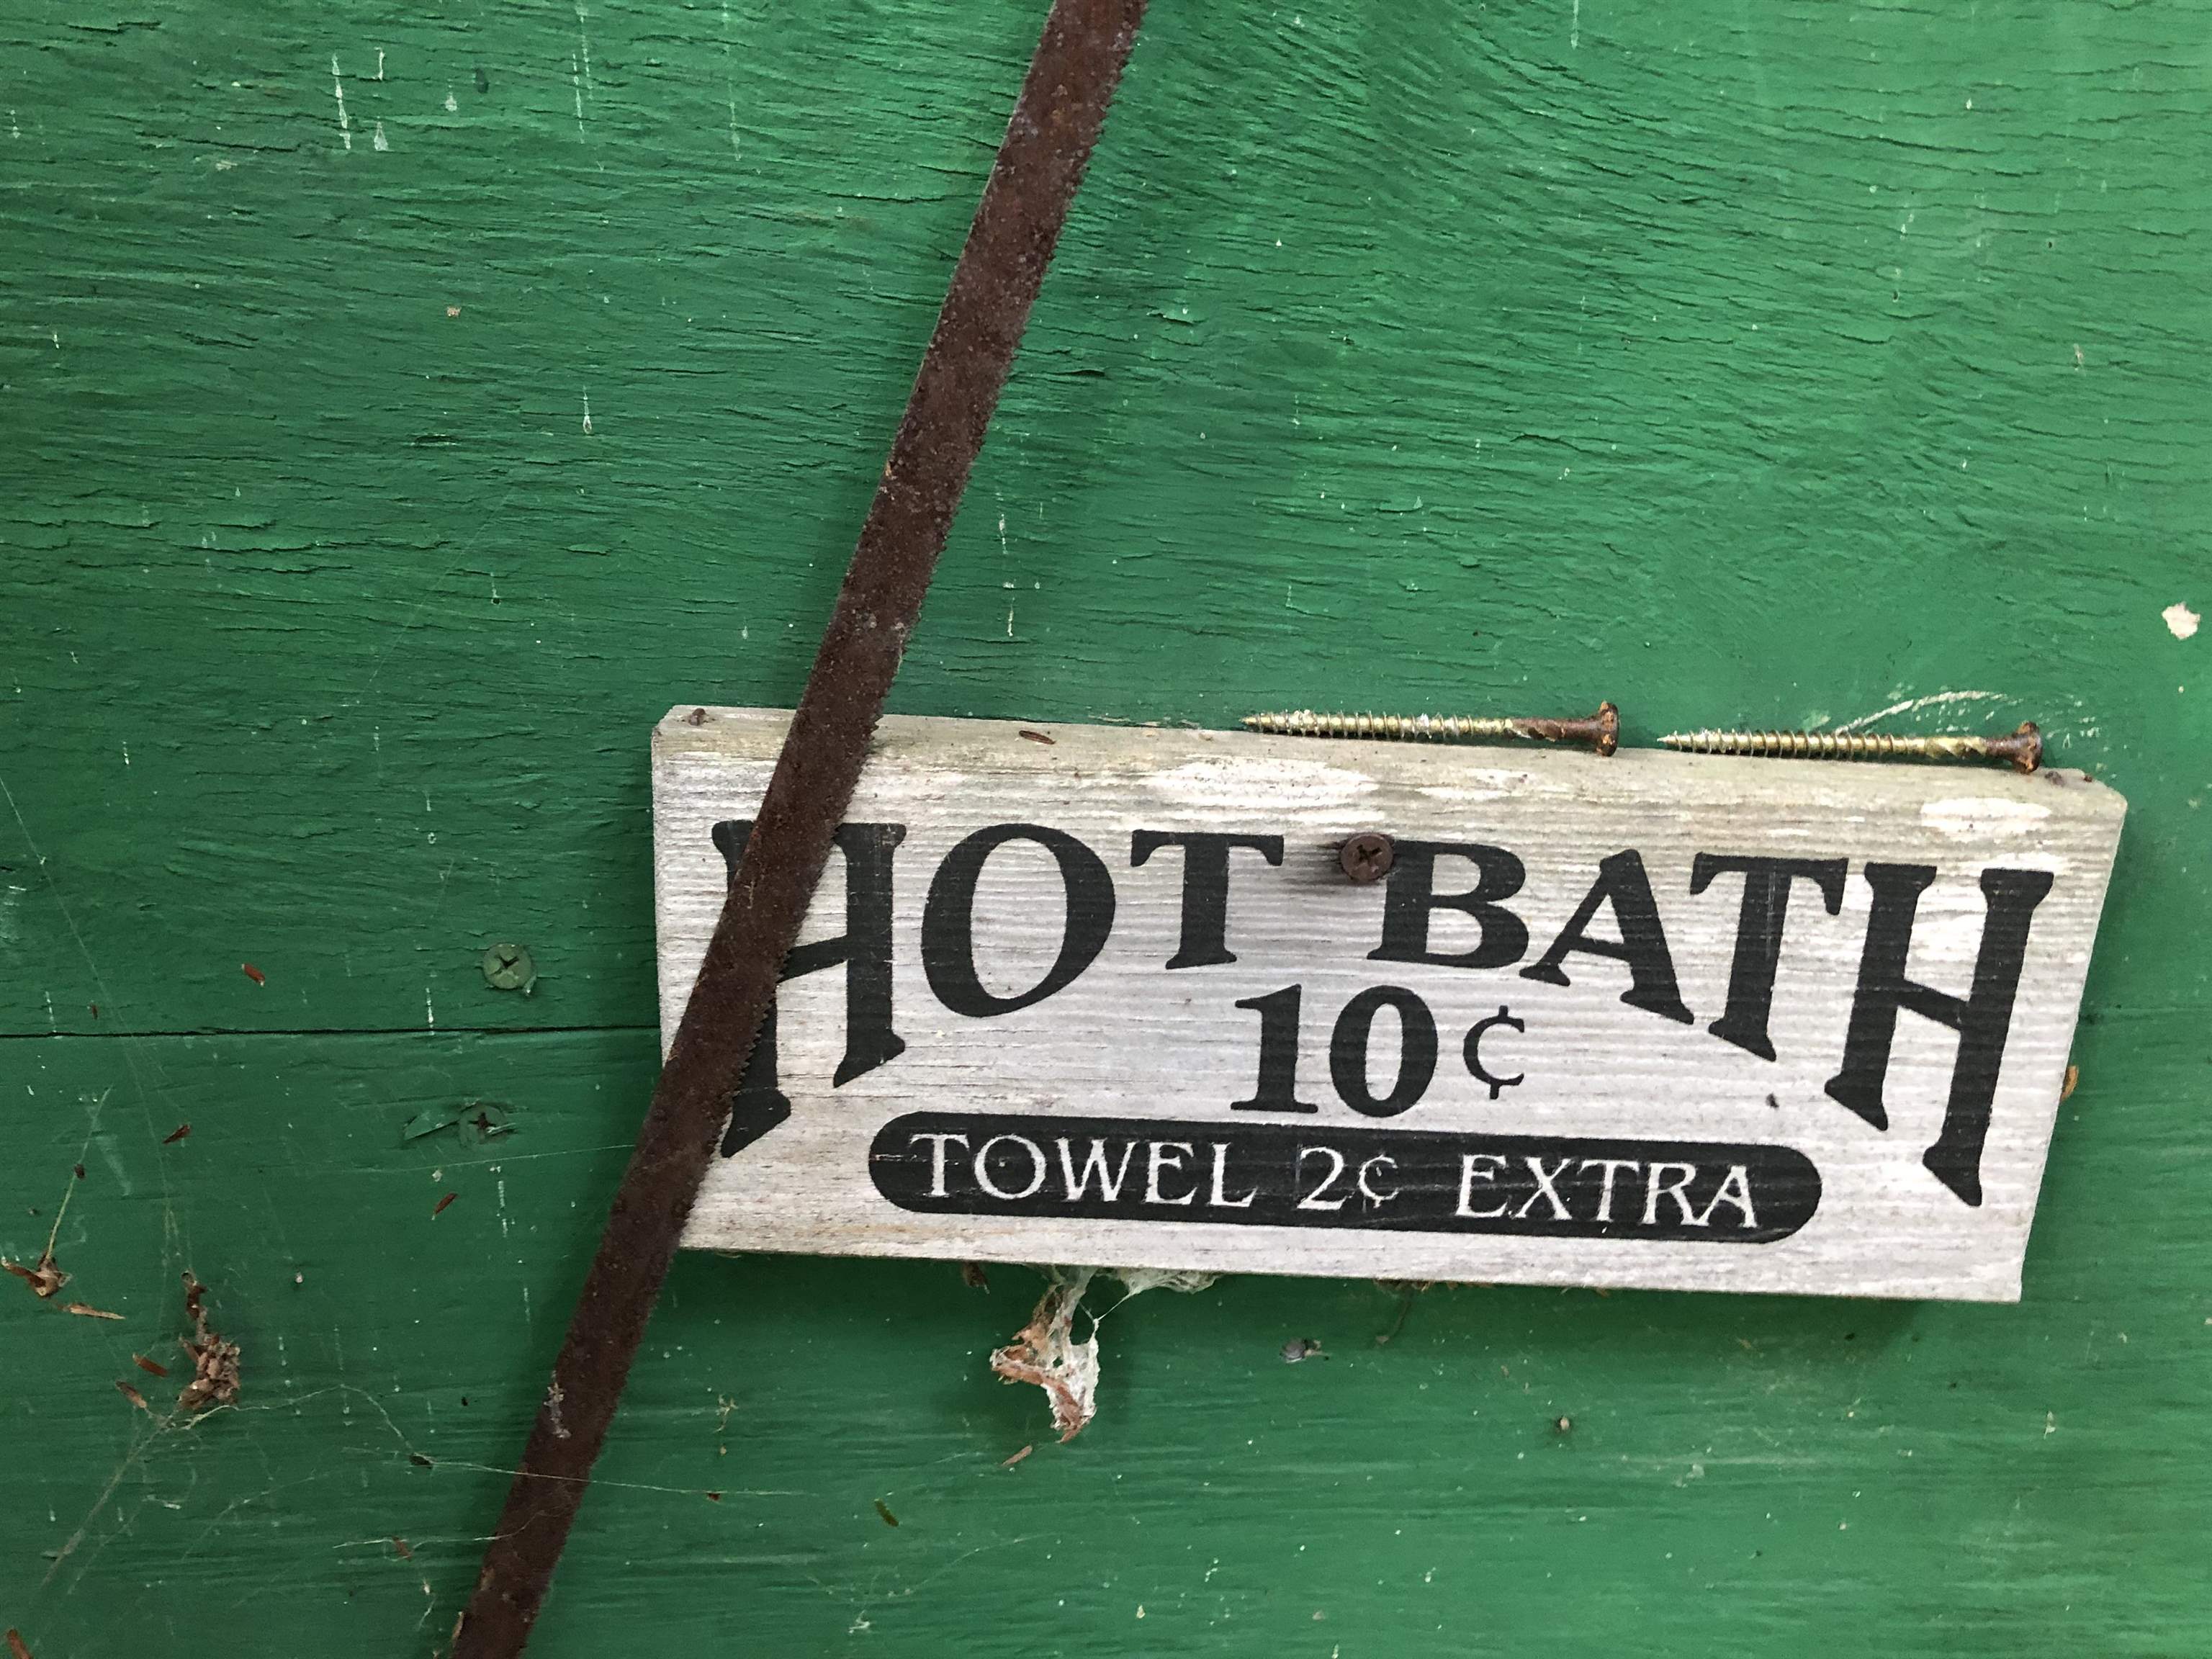 HOT BATH
10¢
TOWEL 2¢ EXTRA